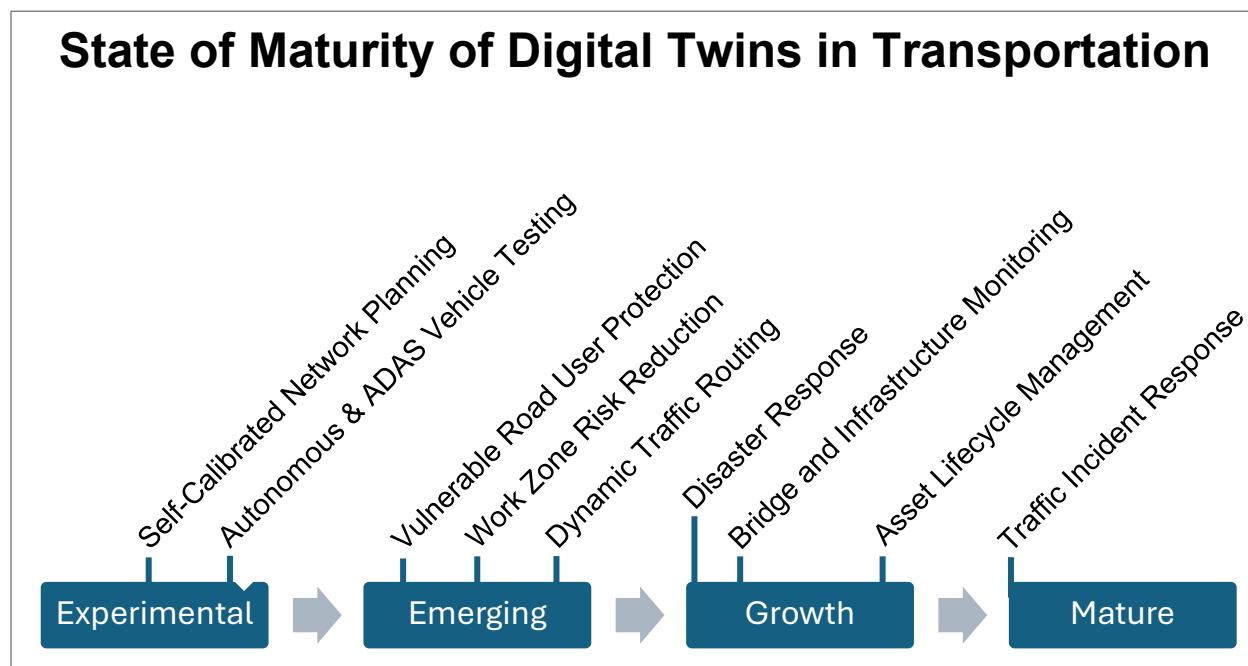 State of Maturity of Digital Twins in Transportation
Self-Calibrated Network Planning
Autonomous & ADAS Vehicle Testing
Vulnerable Road User Protection
Work Zone Risk Reduction
Dynamic Traffic Routing
Disaster Response
Bridge and Infrastructure Monitoring
Asset Lifecycle Management
Traffic Incident Response
Experimental
Emerging
Growth
Mature